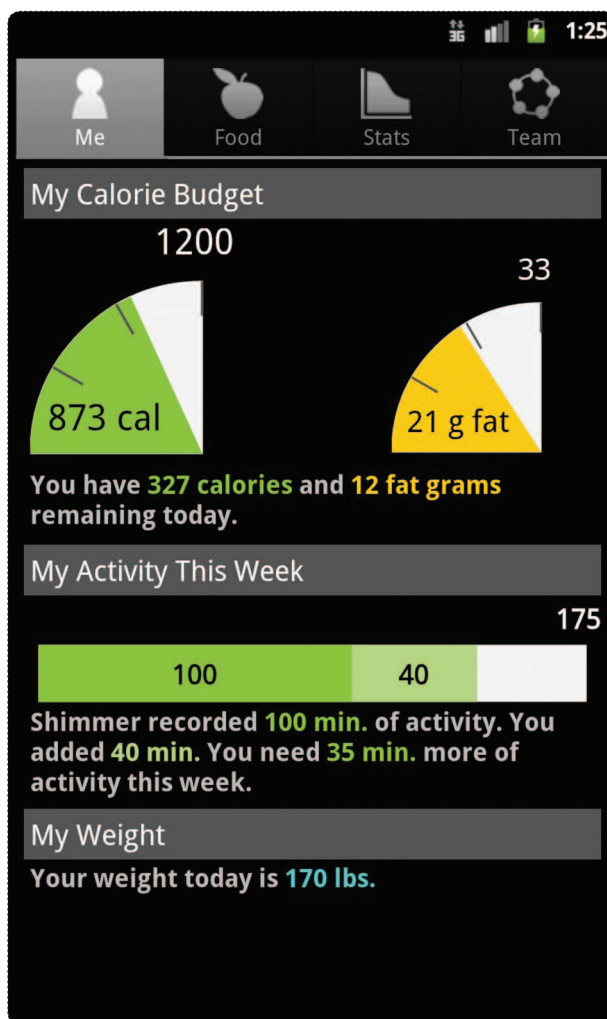 3G 1:25
Me Food Stats Team
My Calorie Budget
1200
33
873 cal
21 g fat
You have 327 calories and 12 fat grams
remaining today.
My Activity This Week
175
100 40
Shimmer recorded 100 min. of activity. You
added 40 min. You need 35 min. more of
activity this week.
My Weight
Your weight today is 170 lbs.